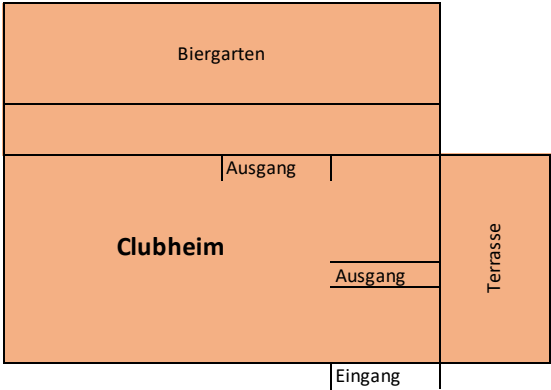 Biergarten
Ausgang
Clubheim
Terrasse
Ausgang
Eingang